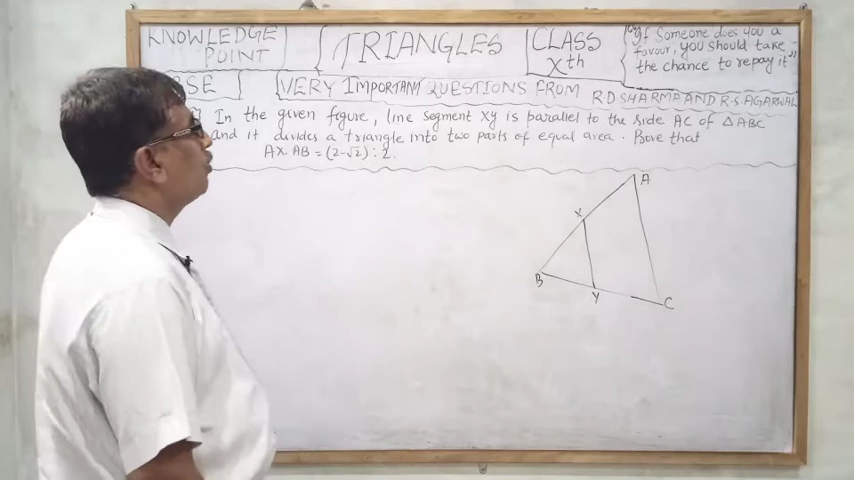 KNOWLEDGE
POINT
TRIANGLES
CLASS
Xth
"If Someone does you a
favour, you should take
the chance to repay it"
VERY IMPORTANT QUESTIONS FROM R.D SHARMA AND R.S. AGARWAL
In the given figure, line segment XY is parallel to the side AC of △ABC
and it divides a triangle into two parts of equal area. Prove that
AX. AB = (2-√2) : 2.
A
X
B
Y
C